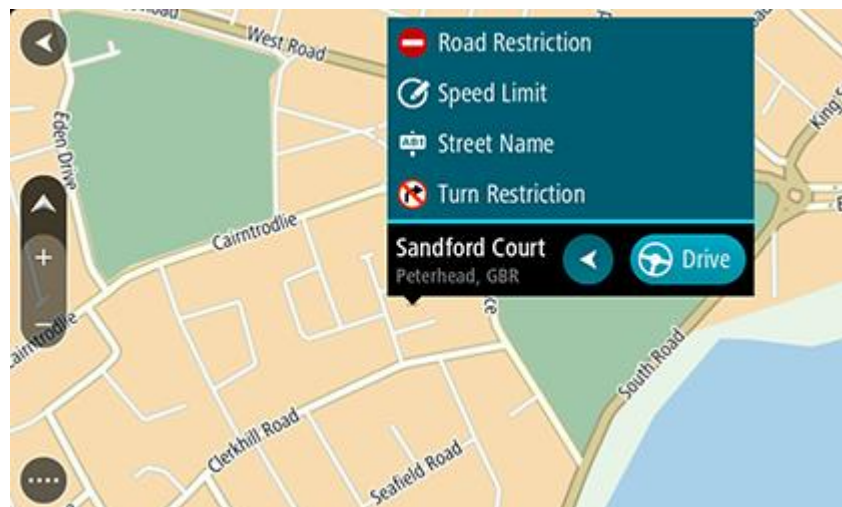 West Road
Road Restriction
Speed Limit
Street Name
Turn Restriction
Eden Drive
King's
Cairntrodlie
Sandford Court
Drive
Peterhead, GBR
South Road
Clerkhill Road
Seafield Road